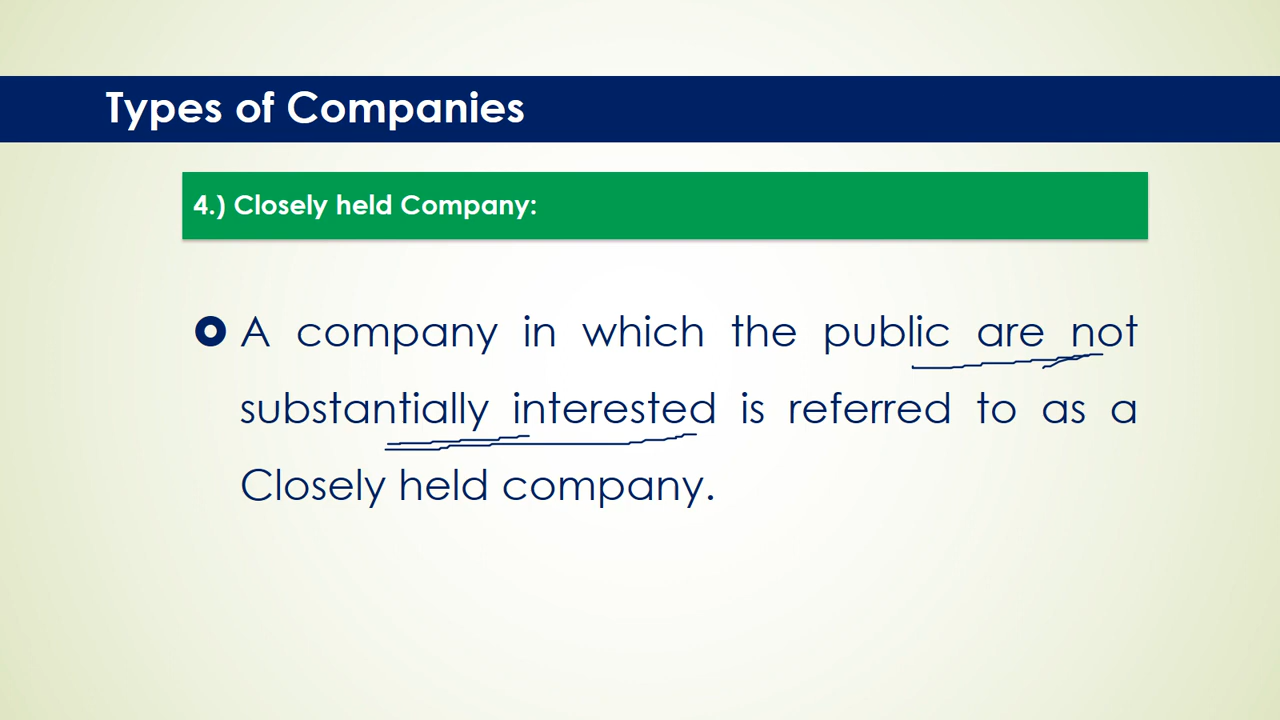 Types of Companies
4.) Closely held Company:
A company in which the public are not
substantially interested is referred to as a
Closely held company.